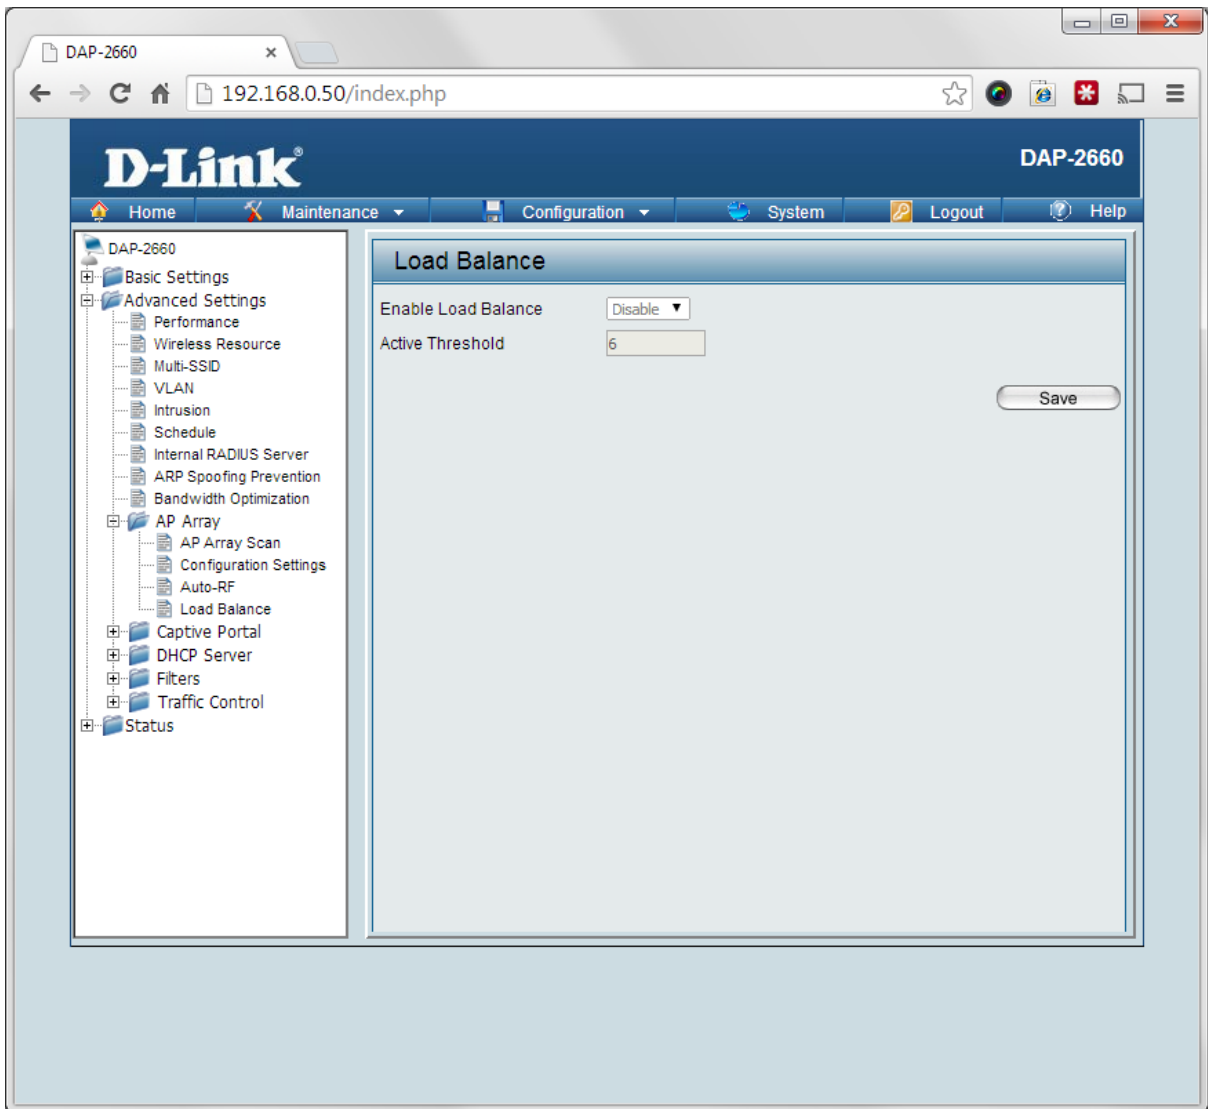 DAP-2660
192.168.0.50/index.php
D-Link®
DAP-2660
Home Maintenance Configuration System Logout Help
DAP-2660
Basic Settings
Advanced Settings
Performance
Wireless Resource
Multi-SSID
VLAN
Intrusion
Schedule
Internal RADIUS Server
ARP Spoofing Prevention
Bandwidth Optimization
AP Array
AP Array Scan
Configuration Settings
Auto-RF
Load Balance
Captive Portal
DHCP Server
Filters
Traffic Control
Status
Load Balance
Enable Load Balance Disable
Active Threshold 6
Save